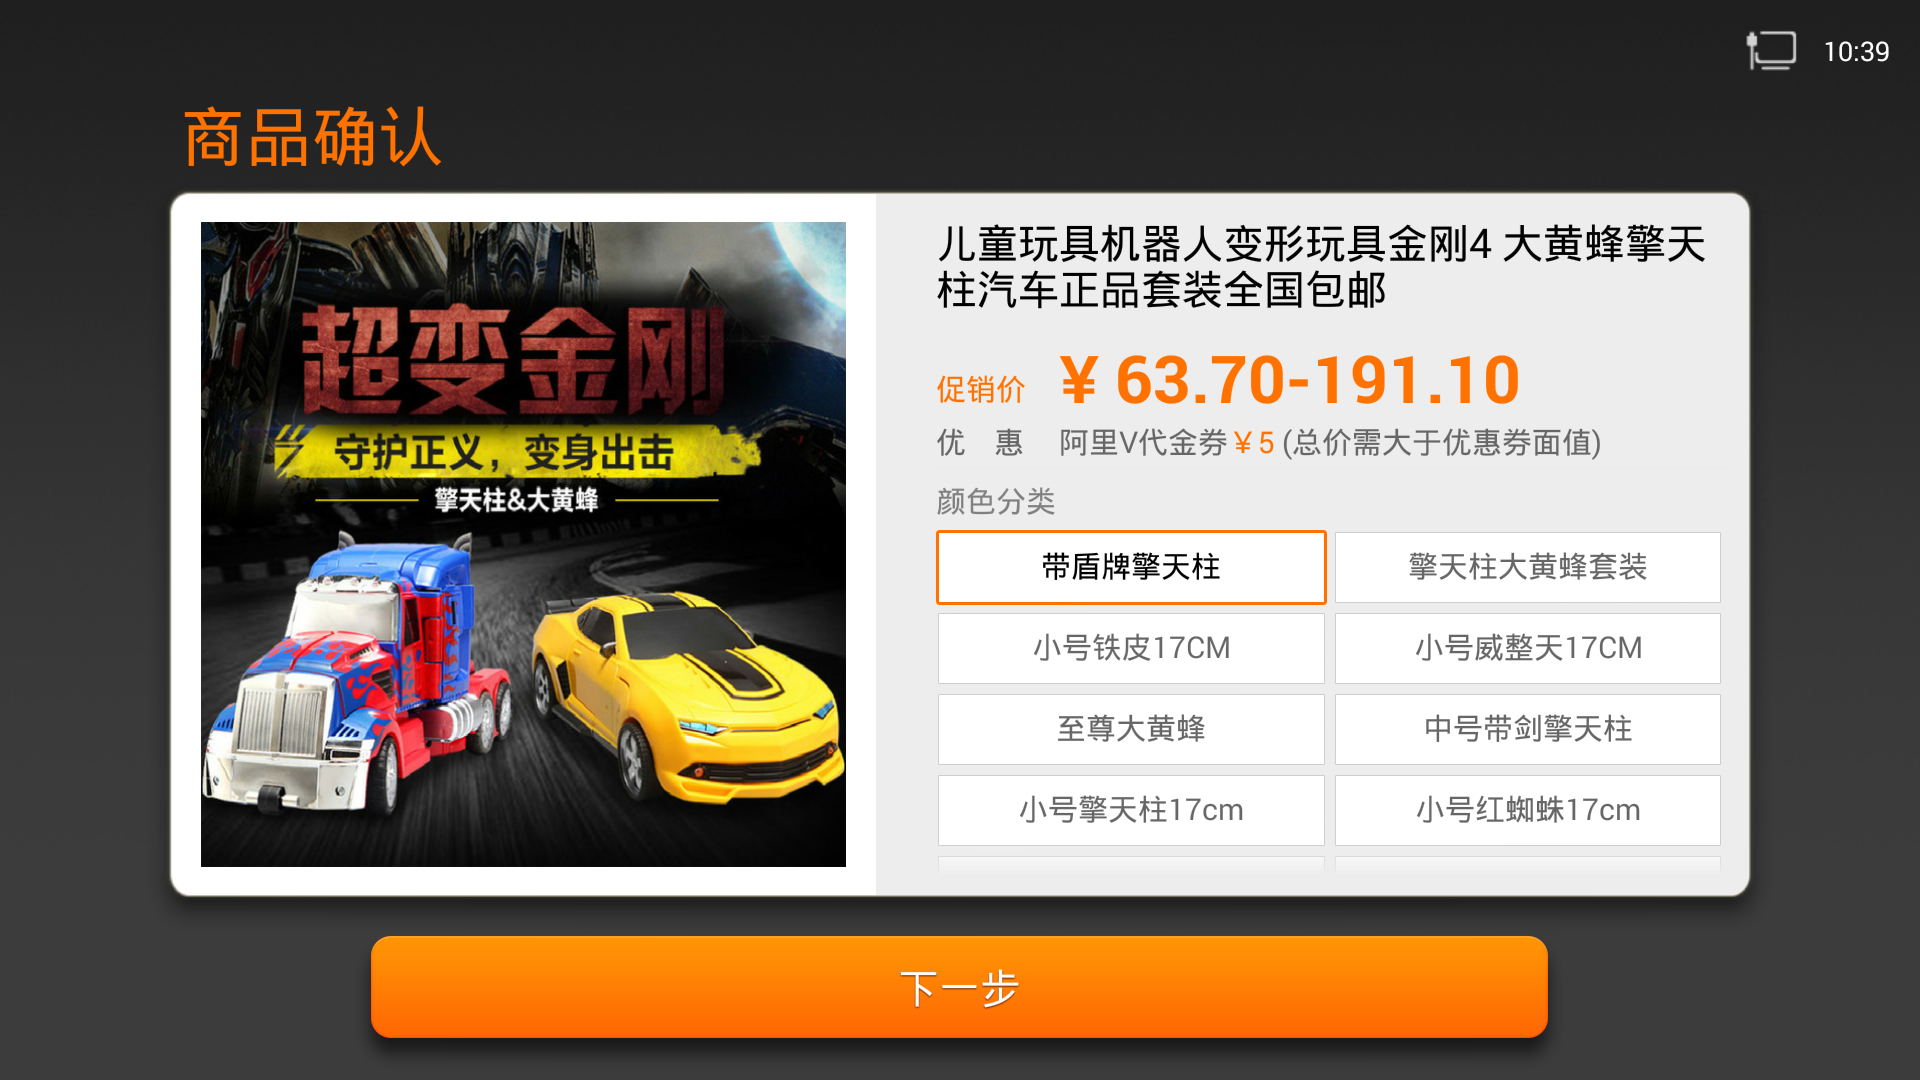 10:39
商品确认
超变金刚
守护正义，变身出击
擎天柱&大黄蜂
儿童玩具机器人变形玩具金刚4 大黄蜂擎天
柱汽车正品套装全国包邮
促销价 ¥ 63.70-191.10
优 惠 阿里V代金券 ¥ 5 (总价需大于优惠券面值)
颜色分类
带盾牌擎天柱 擎天柱大黄蜂套装
小号铁皮17CM 小号威整天17CM
至尊大黄蜂 中号带剑擎天柱
小号擎天柱17cm 小号红蜘蛛17cm
下一步